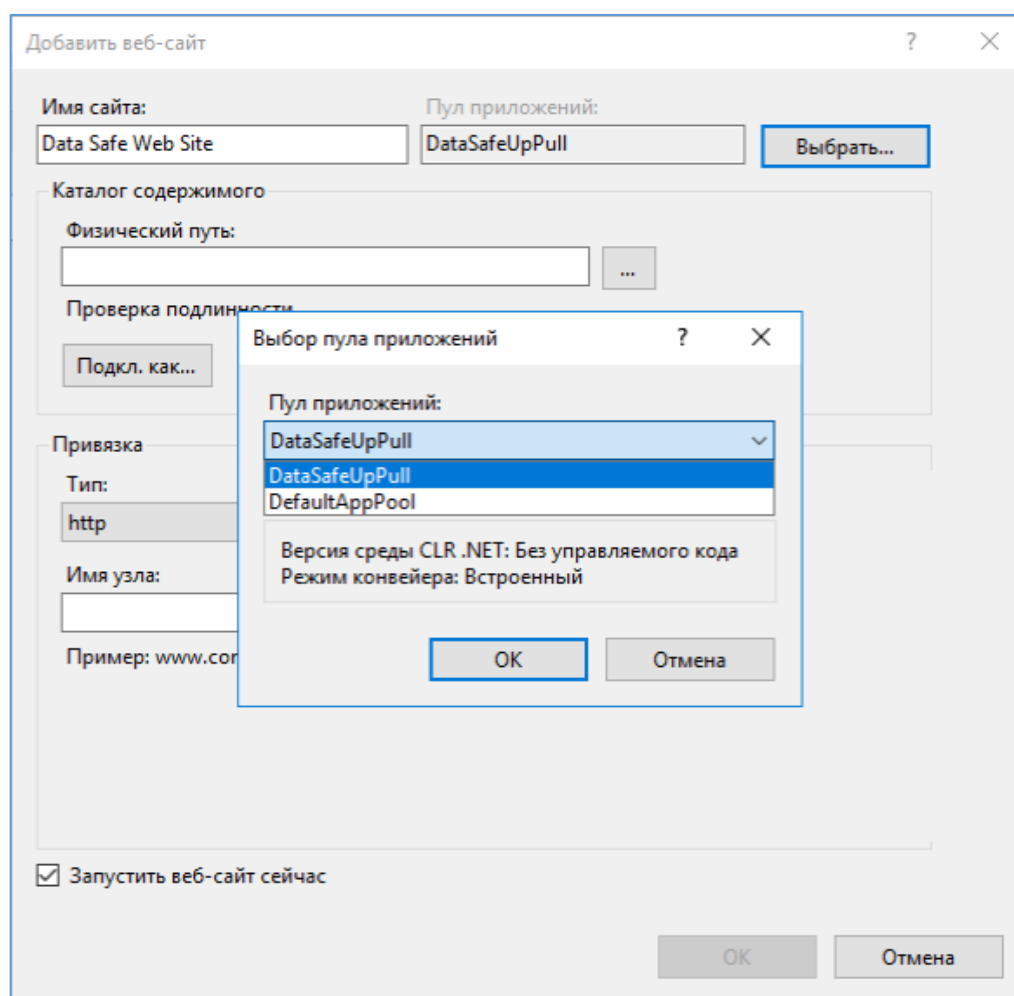 Добавить веб-сайт ?
Имя сайта: Пул приложений:
Data Safe Web Site DataSafeUpPull Выбрать...
Каталог содержимого
Физический путь:
...
Проверка подлинности
Подкл. как...
Выбор пула приложений ?
Пул приложений:
DataSafeUpPull
DataSafeUpPull
DefaultAppPool
Версия среды CLR .NET: Без управляемого кода
Режим конвейера: Встроенный
OK Отмена
Привязка
Тип:
http
Имя узла:
Пример: www.cor
Запустить веб-сайт сейчас
OK Отмена